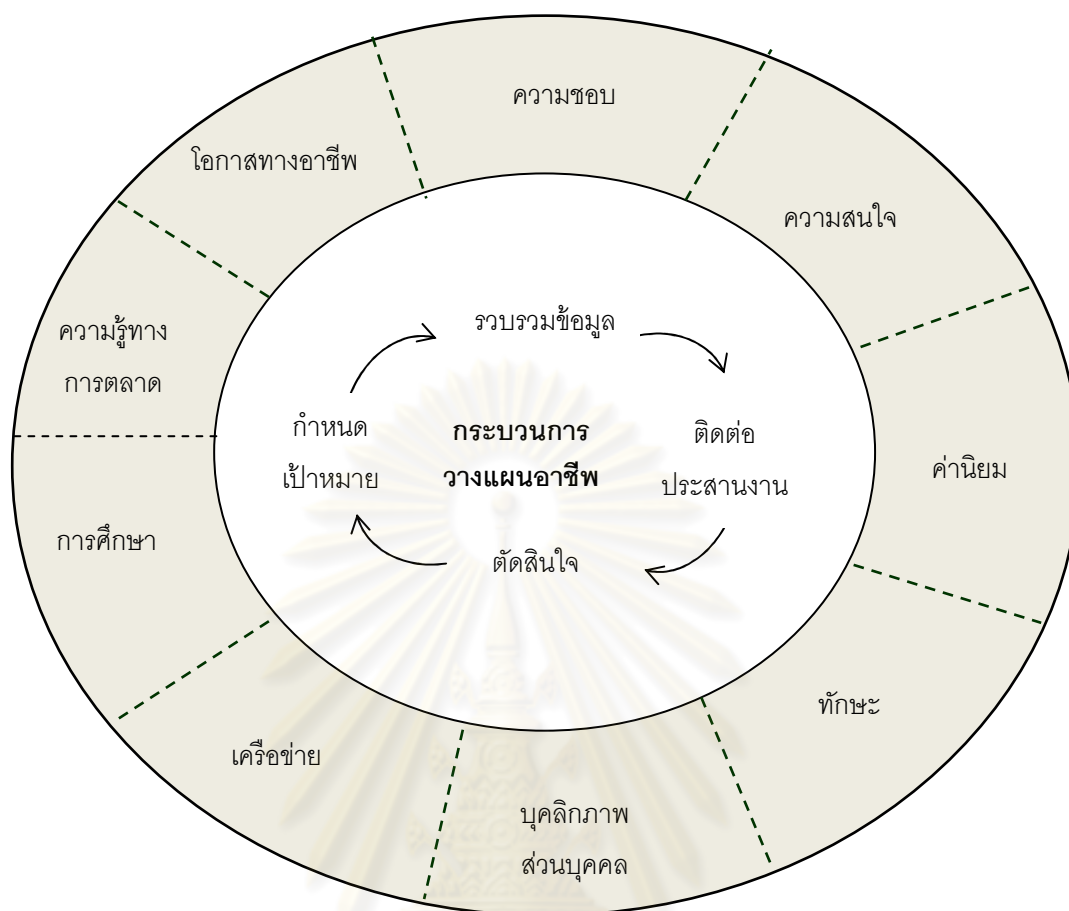 ความชอบ
โอกาสทางอาชีพ
ความสนใจ
ความรู้ทาง
การตลาด
รวบรวมข้อมูล
กำหนด
เป้าหมาย
กระบวนการ
วางแผนอาชีพ
ติดต่อ
ประสานงาน
ค่านิยม
การศึกษา
ตัดสินใจ
ทักษะ
เครือข่าย
บุคลิกภาพ
ส่วนบุคคล